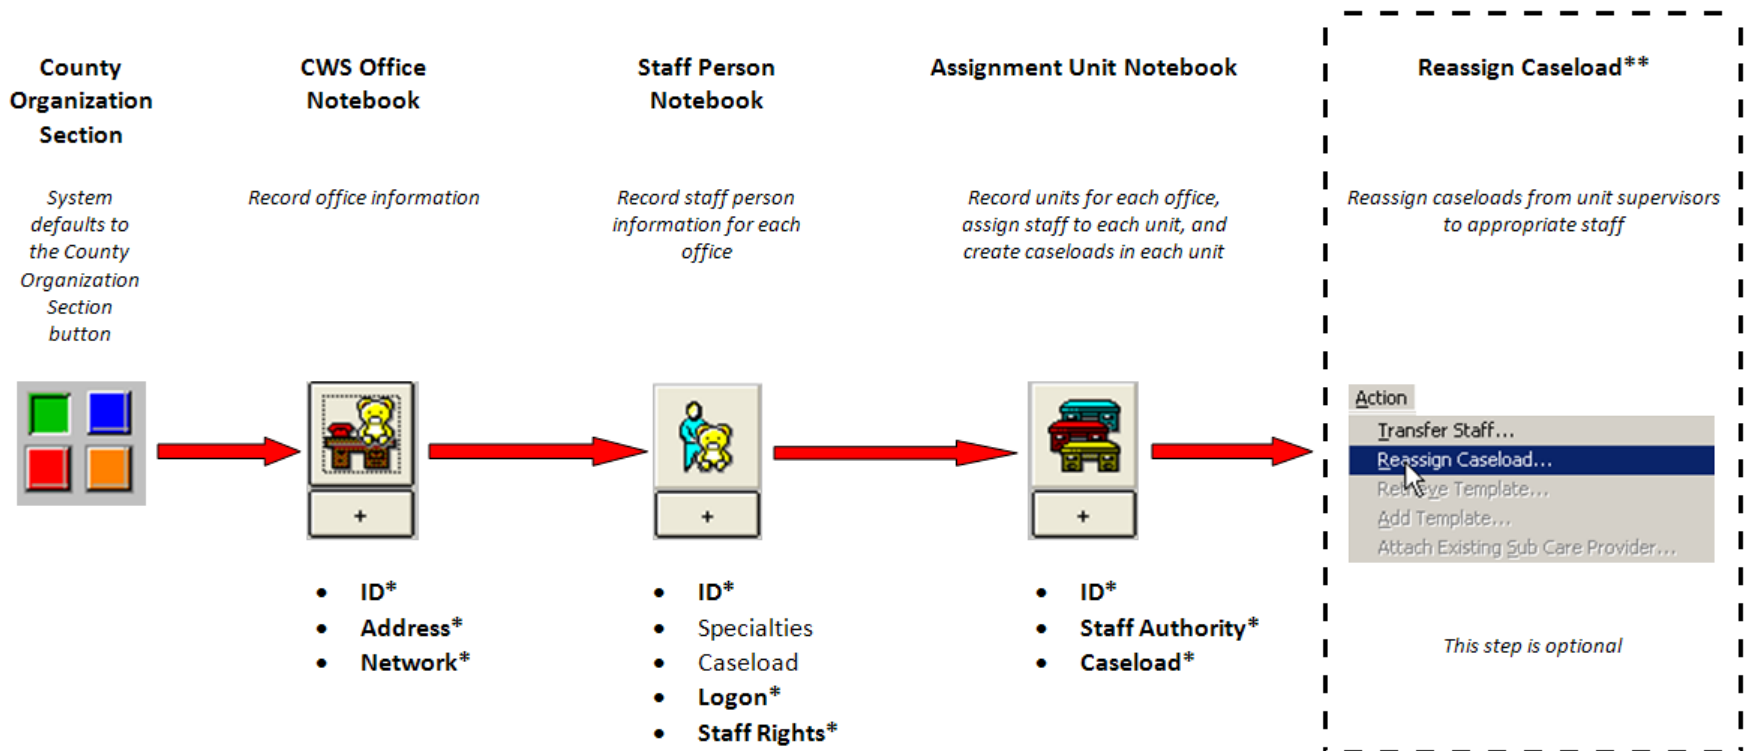 County
Organization
Section
System
defaults to
the County
Organization
Section
button
CWS Office
Notebook
Record office information
+
• ID*
• Address*
• Network*
Staff Person
Notebook
Record staff person
information for each
office
+
• ID*
• Specialties
• Caseload
• Logon*
• Staff Rights*
Assignment Unit Notebook
Record units for each office,
assign staff to each unit, and
create caseloads in each unit
+
• ID*
• Staff Authority*
• Caseload*
Reassign Caseload**
Reassign caseloads from unit supervisors
to appropriate staff
Action
Transfer Staff...
Reassign Caseload...
Retrieve Template...
Add Template...
Attach Existing Sub Care Provider...
This step is optional